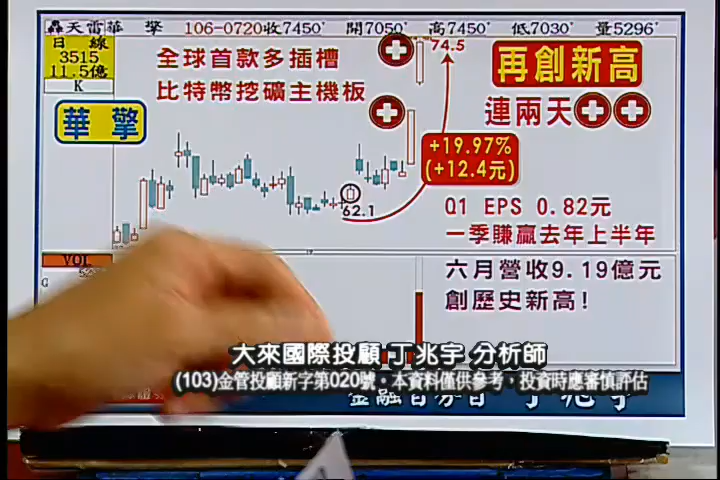 轟天雷華 擎 106-0720收7450' 開7050' 高7450' 低7030' 量5296'
日 線
3515
11.5億
K
華擎
全球首款多插槽
比特幣挖礦主機板
74.5
再創新高
連兩天
+19.97%
(+12.4元)
62.1
Q1 EPS 0.82元
一季賺贏去年上半年
VOL
G
六月營收9.19億元
創歷史新高!
大來國際投顧 丁兆宇 分析師
(103)金管投顧新字第020號‧本資料僅供參考，投資時應審慎評估